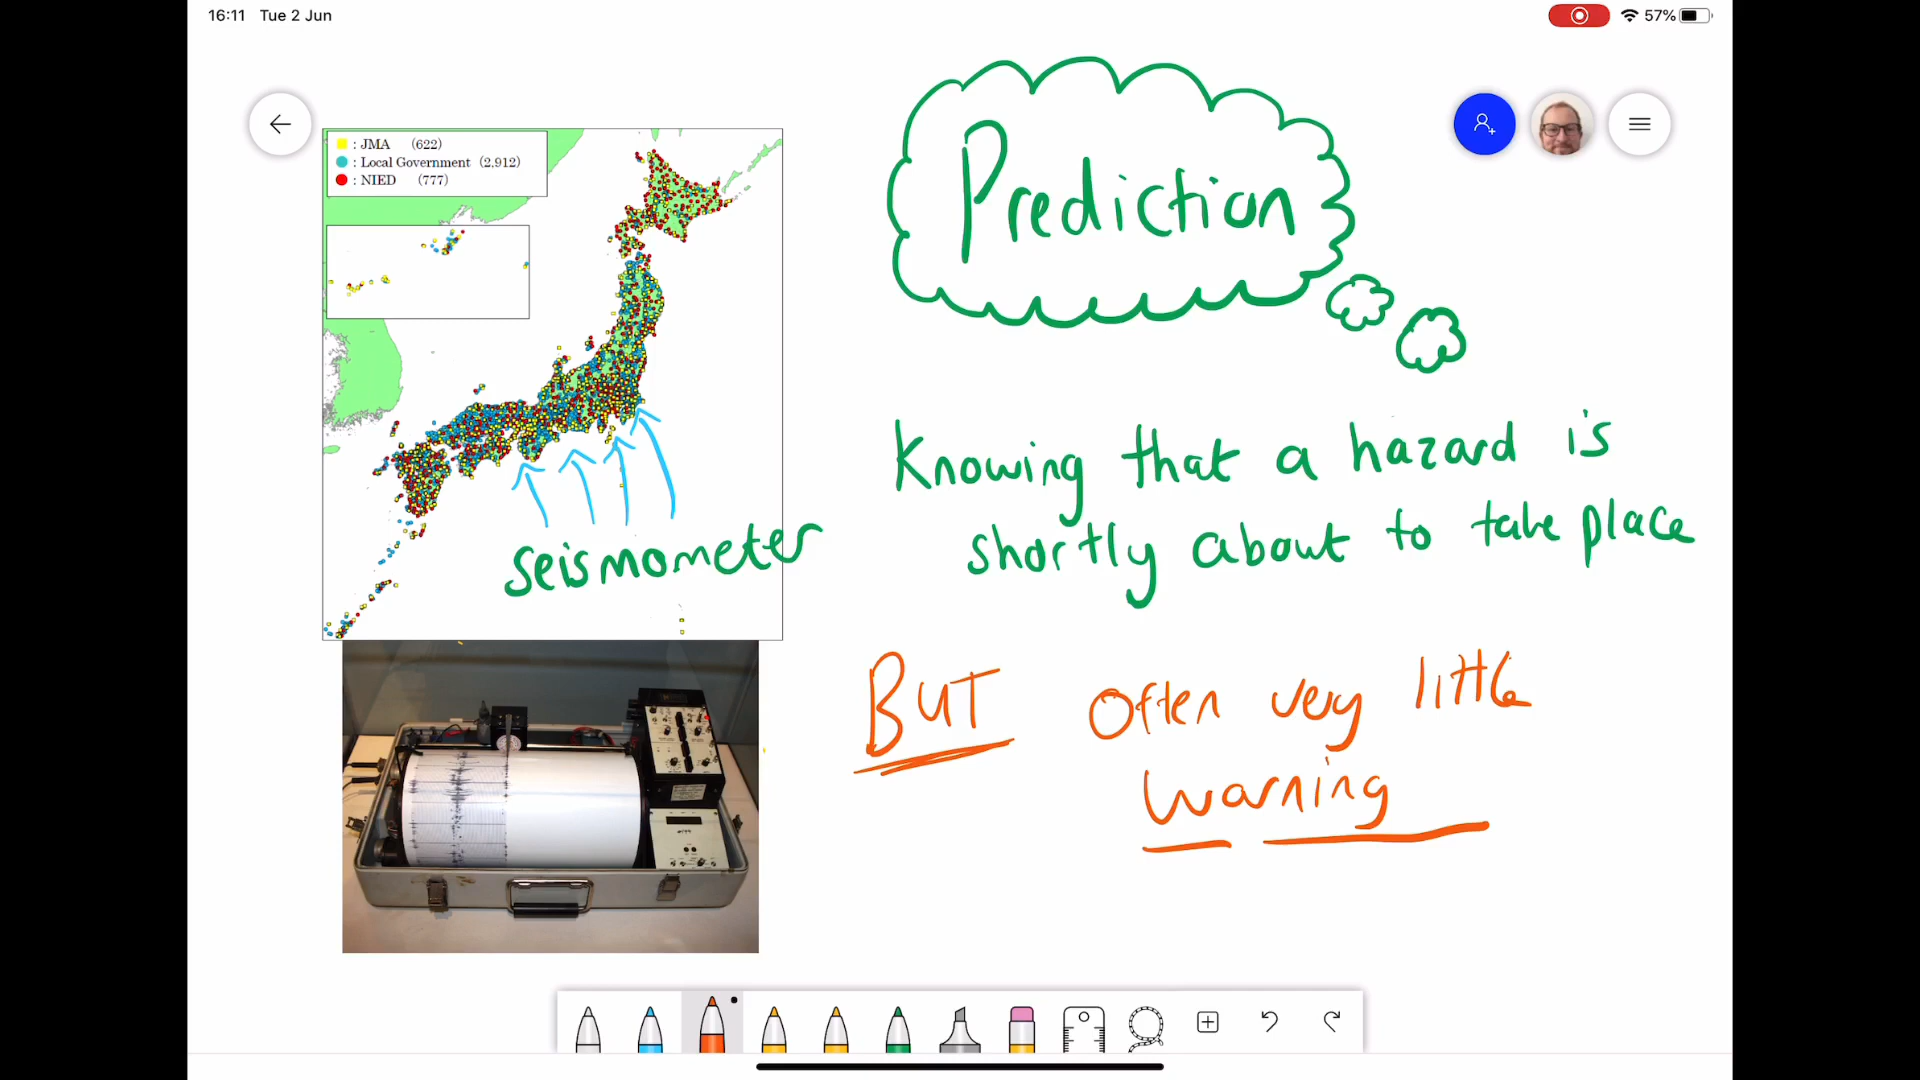 16:11 Tue 2 Jun
57%
: JMA (622)
: Local Government (2,912)
: NIED (777)
Prediction
Knowing that a hazard is
shortly about to take place
seismometer
BUT Often very little
warning